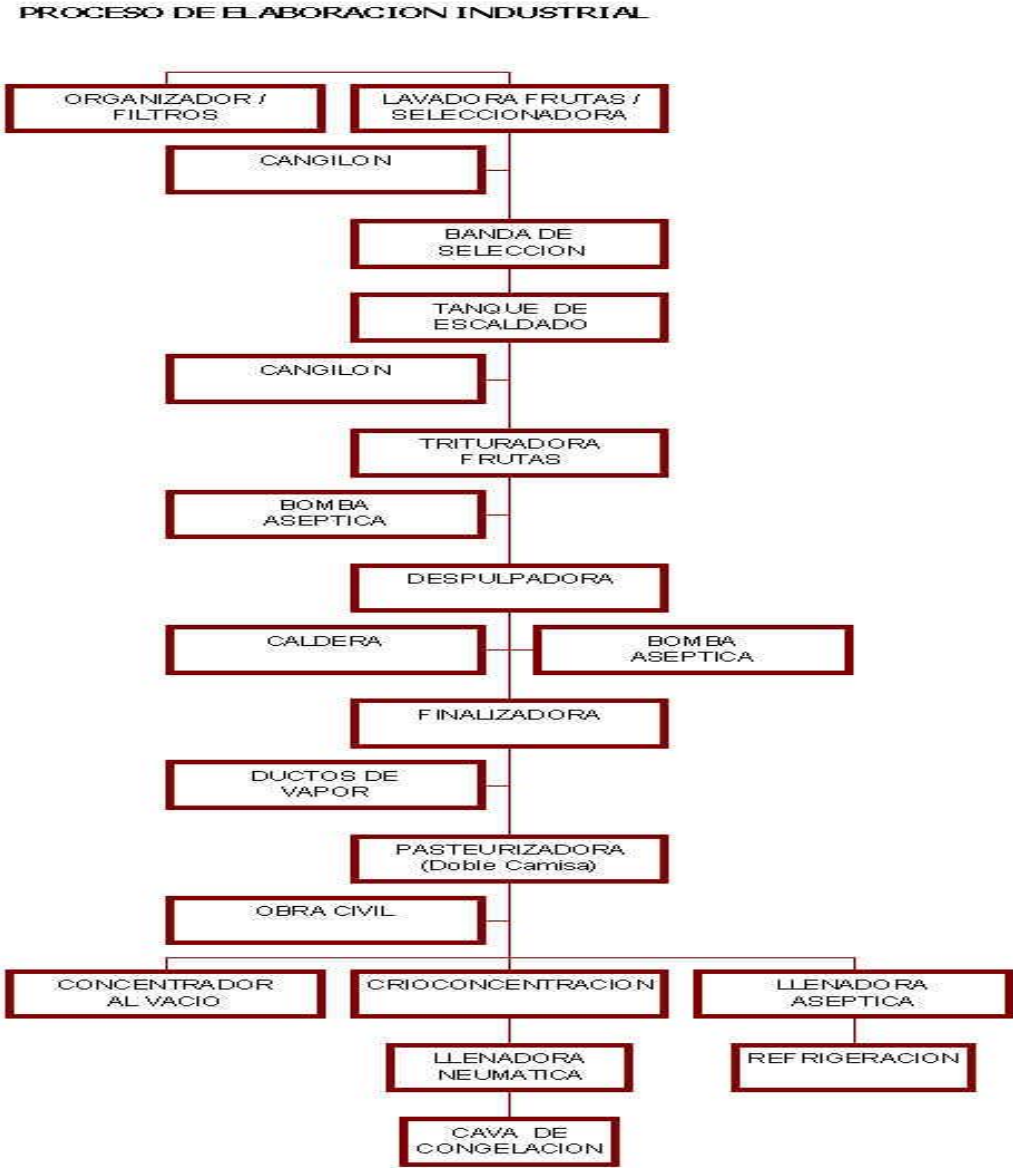 PROCESO DE ELABORACION INDUSTRIAL
ORGANIZADOR /
FILTROS
LAVADORA FRUTAS /
SELECCIONADORA
CANGILON
BANDA DE
SELECCION
TANQUE DE
ESCALDADO
CANGILON
TRITURADORA
FRUTAS
BOMBA
ASEPTICA
DESPULPADORA
CALDERA
BOMBA
ASEPTICA
FINALIZADORA
DUCTOS DE
VAPOR
PASTEURIZADORA
(Doble Camisa)
OBRA CIVIL
CONCENTRADOR
AL VACIO
CRIOCONCENTRACION
LLENADORA
ASEPTICA
LLENADORA
NEUMATICA
REFRIGERACION
CAVA DE
CONGELACION